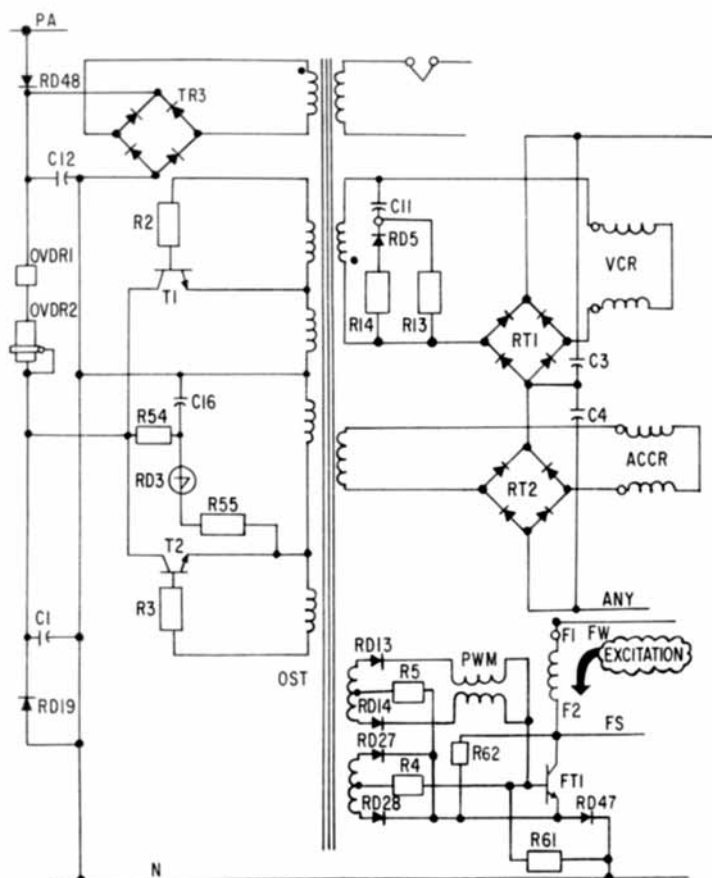 PA
RD48
TR3
C12
R2
C11
RD5
OVDR1
VCR
T1
OVDR2
R14
R13
RT1
C3
C16
C4
R54
ACCR
RD3
RT2
R55
T2
R3
ANY
C1
F1
FW
EXCITATION
RD13
PWM
OST
R5
F2
RD19
RD14
FS
RD27
R62
R4
FT1
RD28
RD47
R61
N